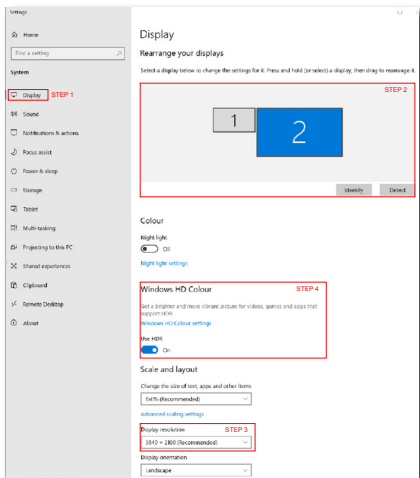 Settings
Home
Find a setting
System
Display
STEP 1
Sound
Notifications & actions
Focus assist
Power & sleep
Storage
Tablet
Multi-tasking
Projecting to this PC
Shared experiences
Clipboard
Remote Desktop
About
Display
Rearrange your displays
Select a display below to change the settings for it. Press and hold (or select) a display, then drag to rearrange it.
STEP 2
1
2
Identify
Detect
Colour
Night light
Off
Night light settings
Windows HD Colour
STEP 4
Get a brighter and more vibrant picture for videos, games and apps that
support HDR.
Windows HD Colour settings
Use HDR
On
Scale and layout
Change the size of text, apps and other items
(Recommended)
Advanced scaling settings
Display resolution
STEP 3
3840 × 2160 (Recommended)
Display orientation
Landscape